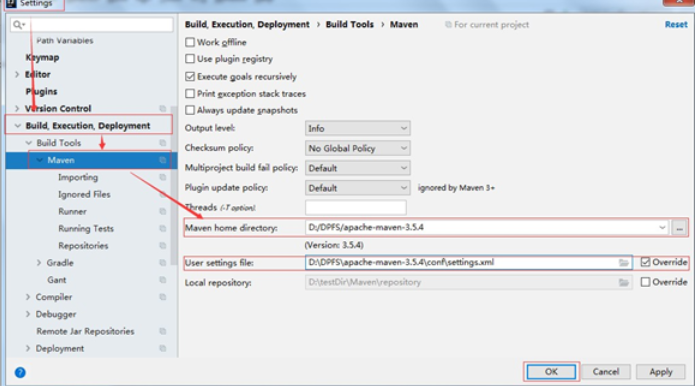 Settings
Build, Execution, Deployment › Build Tools › Maven For current project Reset
Path Variables
Keymap
Editor
Plugins
Version Control
Build, Execution, Deployment
Build Tools
Maven
Importing
Ignored Files
Runner
Running Tests
Repositories
Gradle
Gant
Compiler
Debugger
Remote Jar Repositories
Deployment
Work offline
Use plugin registry
Execute goals recursively
Print exception stack traces
Always update snapshots
Output level: Info
Checksum policy: No Global Policy
Multiproject build fail policy: Default
Plugin update policy: Default ignored by Maven 3+
Threads (-T option):
Maven home directory: D:/DPFS/apache-maven-3.5.4 ...
(Version: 3.5.4)
User settings file: D:\DPFS\apache-maven-3.5.4\conf\settings.xml Override
Local repository: D:\testDir\Maven\repository Override
? OK Cancel Apply